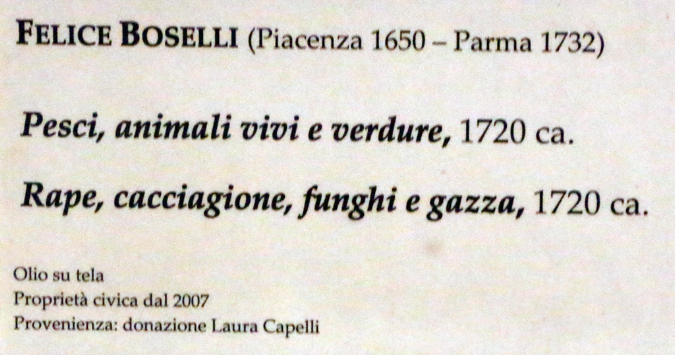 FELICE BOSELLI (Piacenza 1650 – Parma 1732)
Pesci, animali vivi e verdure, 1720 ca.
Rape, cacciagione, funghi e gazza, 1720 ca.
Olio su tela
Proprietà civica dal 2007
Provenienza: donazione Laura Capelli